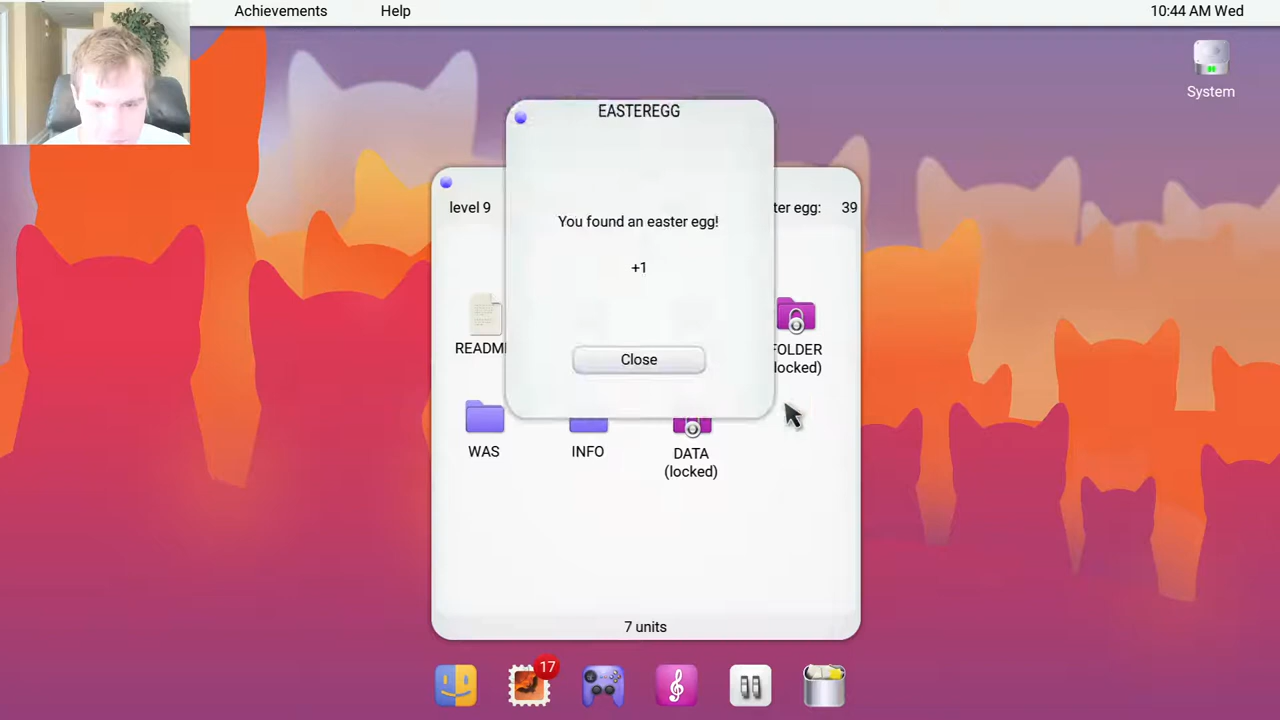 Achievements Help 10:44 AM Wed
System
EASTEREGG
level 9 ter egg: 39
You found an easter egg!
+1
READM
Close
FOLDER
(locked)
WAS INFO DATA
(locked)
7 units
17